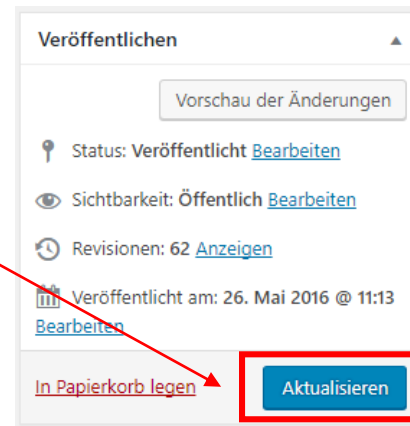 Veröffentlichen
Vorschau der Änderungen
Status: Veröffentlicht Bearbeiten
Sichtbarkeit: Öffentlich Bearbeiten
Revisionen: 62 Anzeigen
Veröffentlicht am: 26. Mai 2016 @ 11:13
Bearbeiten
In Papierkorb legen Aktualisieren